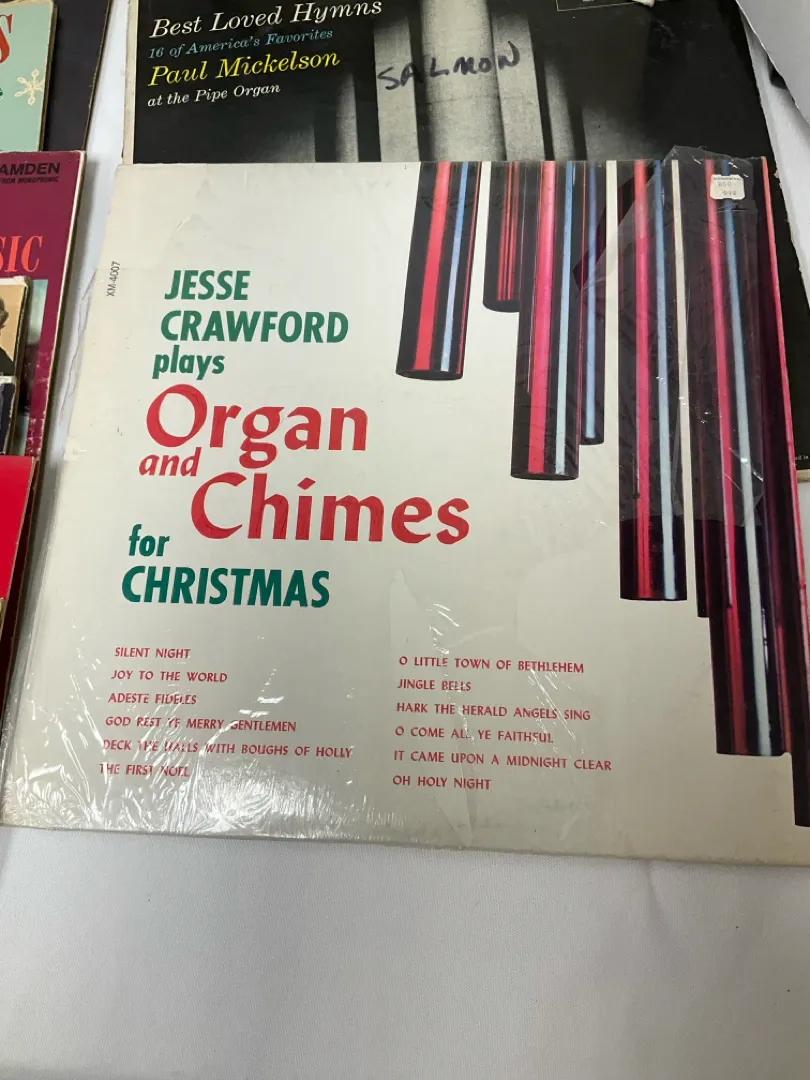 Best Loved Hymns
16 of America's Favorites
Paul Mickelson
at the Pipe Organ
SALMON
S
AMDEN
FROM MONOPHONIC
SIC
XM-4007
JESSE
CRAWFORD
plays
Organ
and
Chimes
for
CHRISTMAS
SILENT NIGHT
JOY TO THE WORLD
ADESTE FIDELES
GOD REST YE MERRY GENTLEMEN
DECK THE HALLS WITH BOUGHS OF HOLLY
THE FIRST NOEL
O LITTLE TOWN OF BETHLEHEM
JINGLE BELLS
HARK THE HERALD ANGELS SING
O COME ALL YE FAITHFUL
IT CAME UPON A MIDNIGHT CLEAR
OH HOLY NIGHT